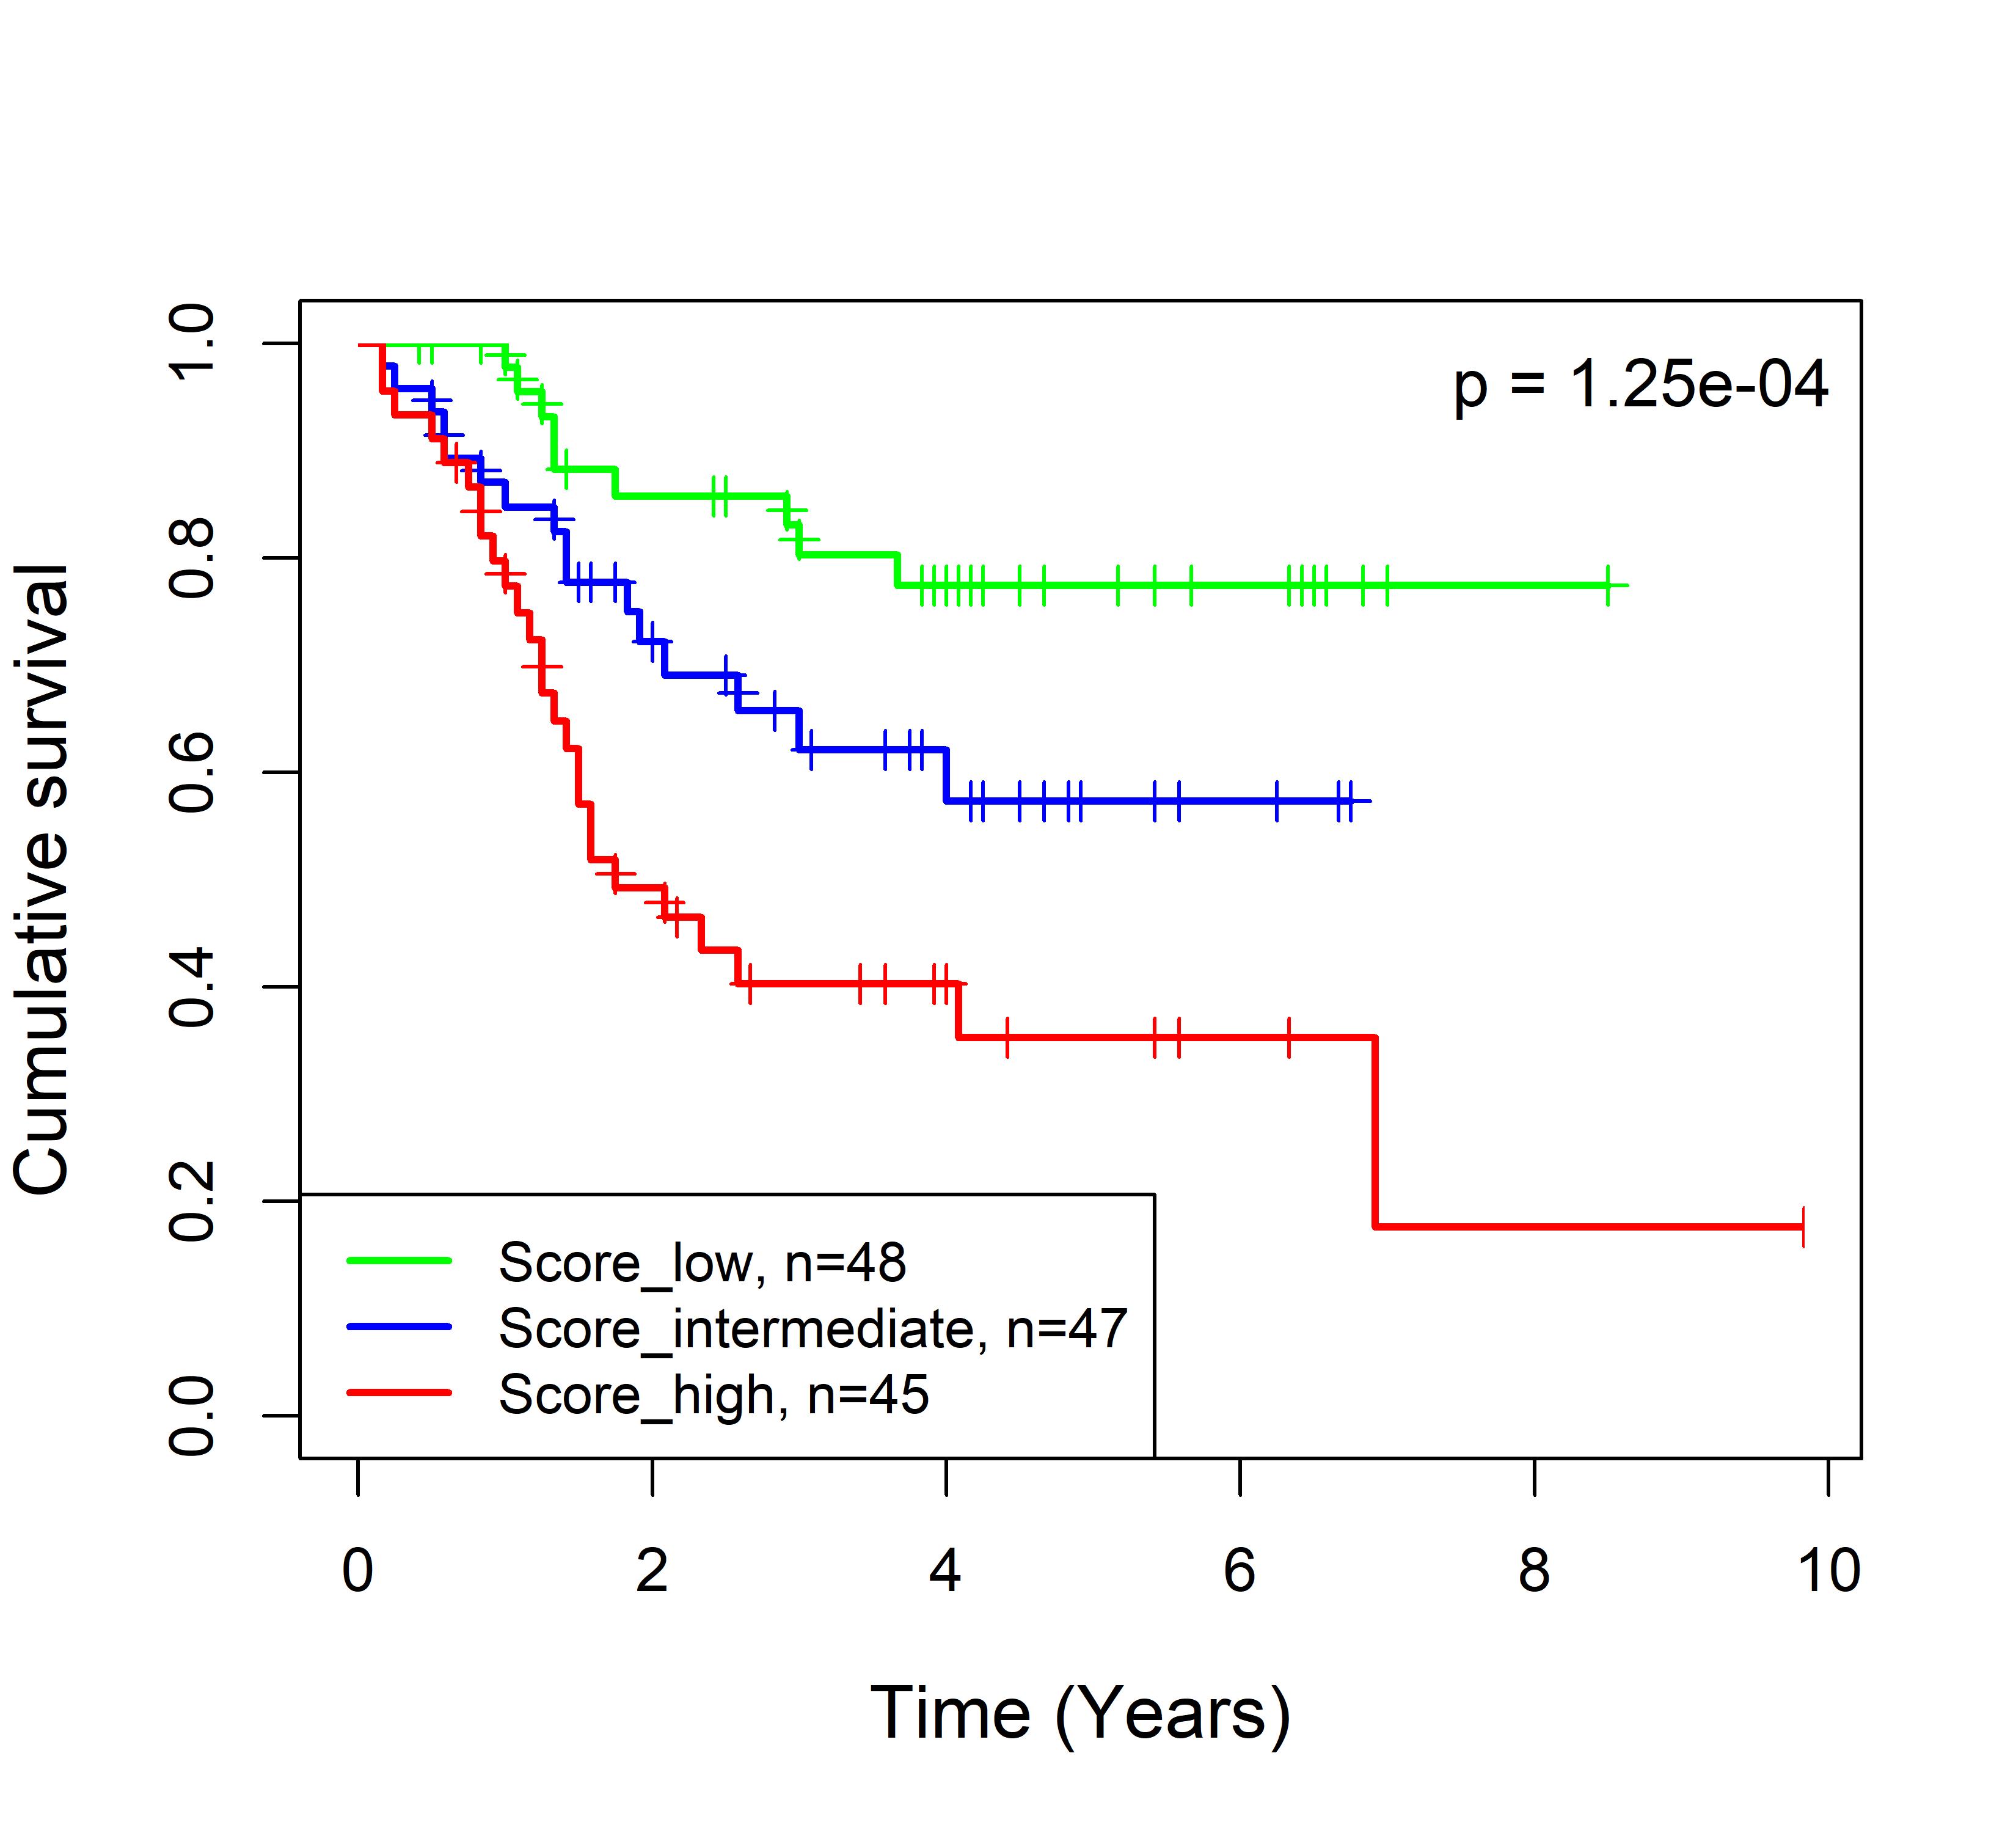 p = 1.25e-04
Cumulative survival
1.0
0.8
0.6
0.4
0.2
0.0
Score_low, n=48
Score_intermediate, n=47
Score_high, n=45
0 2 4 6 8 10
Time (Years)